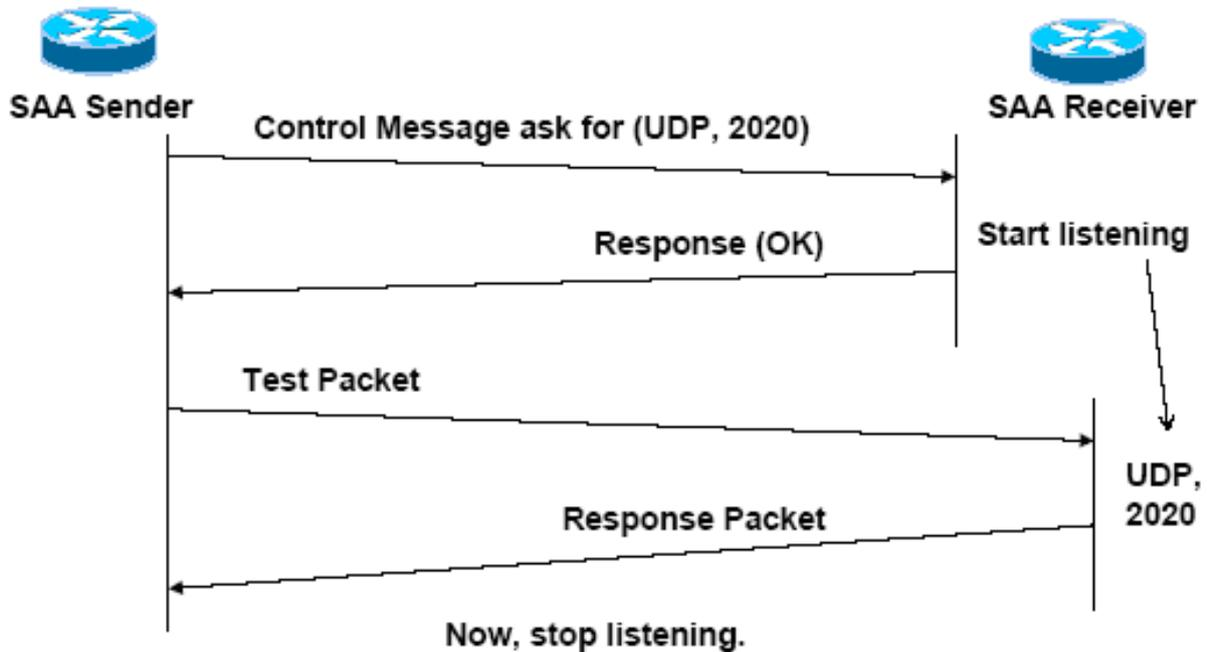 SAA Sender
SAA Receiver
Control Message ask for (UDP, 2020)
Start listening
Response (OK)
Test Packet
UDP,
2020
Response Packet
Now, stop listening.